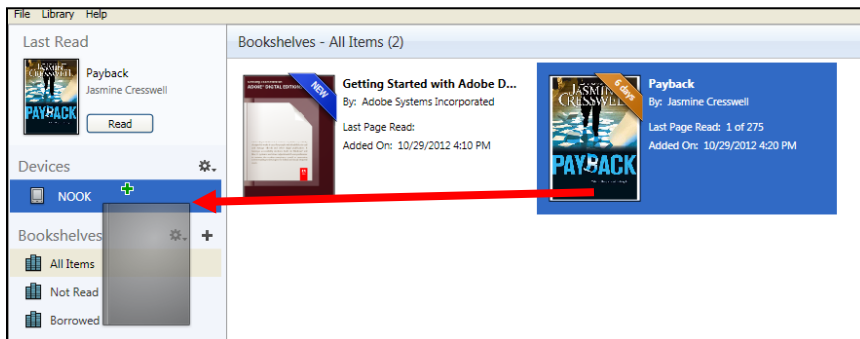 File Library Help
Last Read
Payback
Jasmine Cresswell
Read
Devices
NOOK
Bookshelves
All Items
Not Read
Borrowed
Bookshelves - All Items (2)
ADOBE® DIGITAL EDITIONS
NEW
Getting Started with Adobe D...
By: Adobe Systems Incorporated
Last Page Read:
Added On: 10/29/2012 4:10 PM
JASMINE
CRESSWELL
PAYBACK
6 days
Payback
By: Jasmine Cresswell
Last Page Read: 1 of 275
Added On: 10/29/2012 4:20 PM